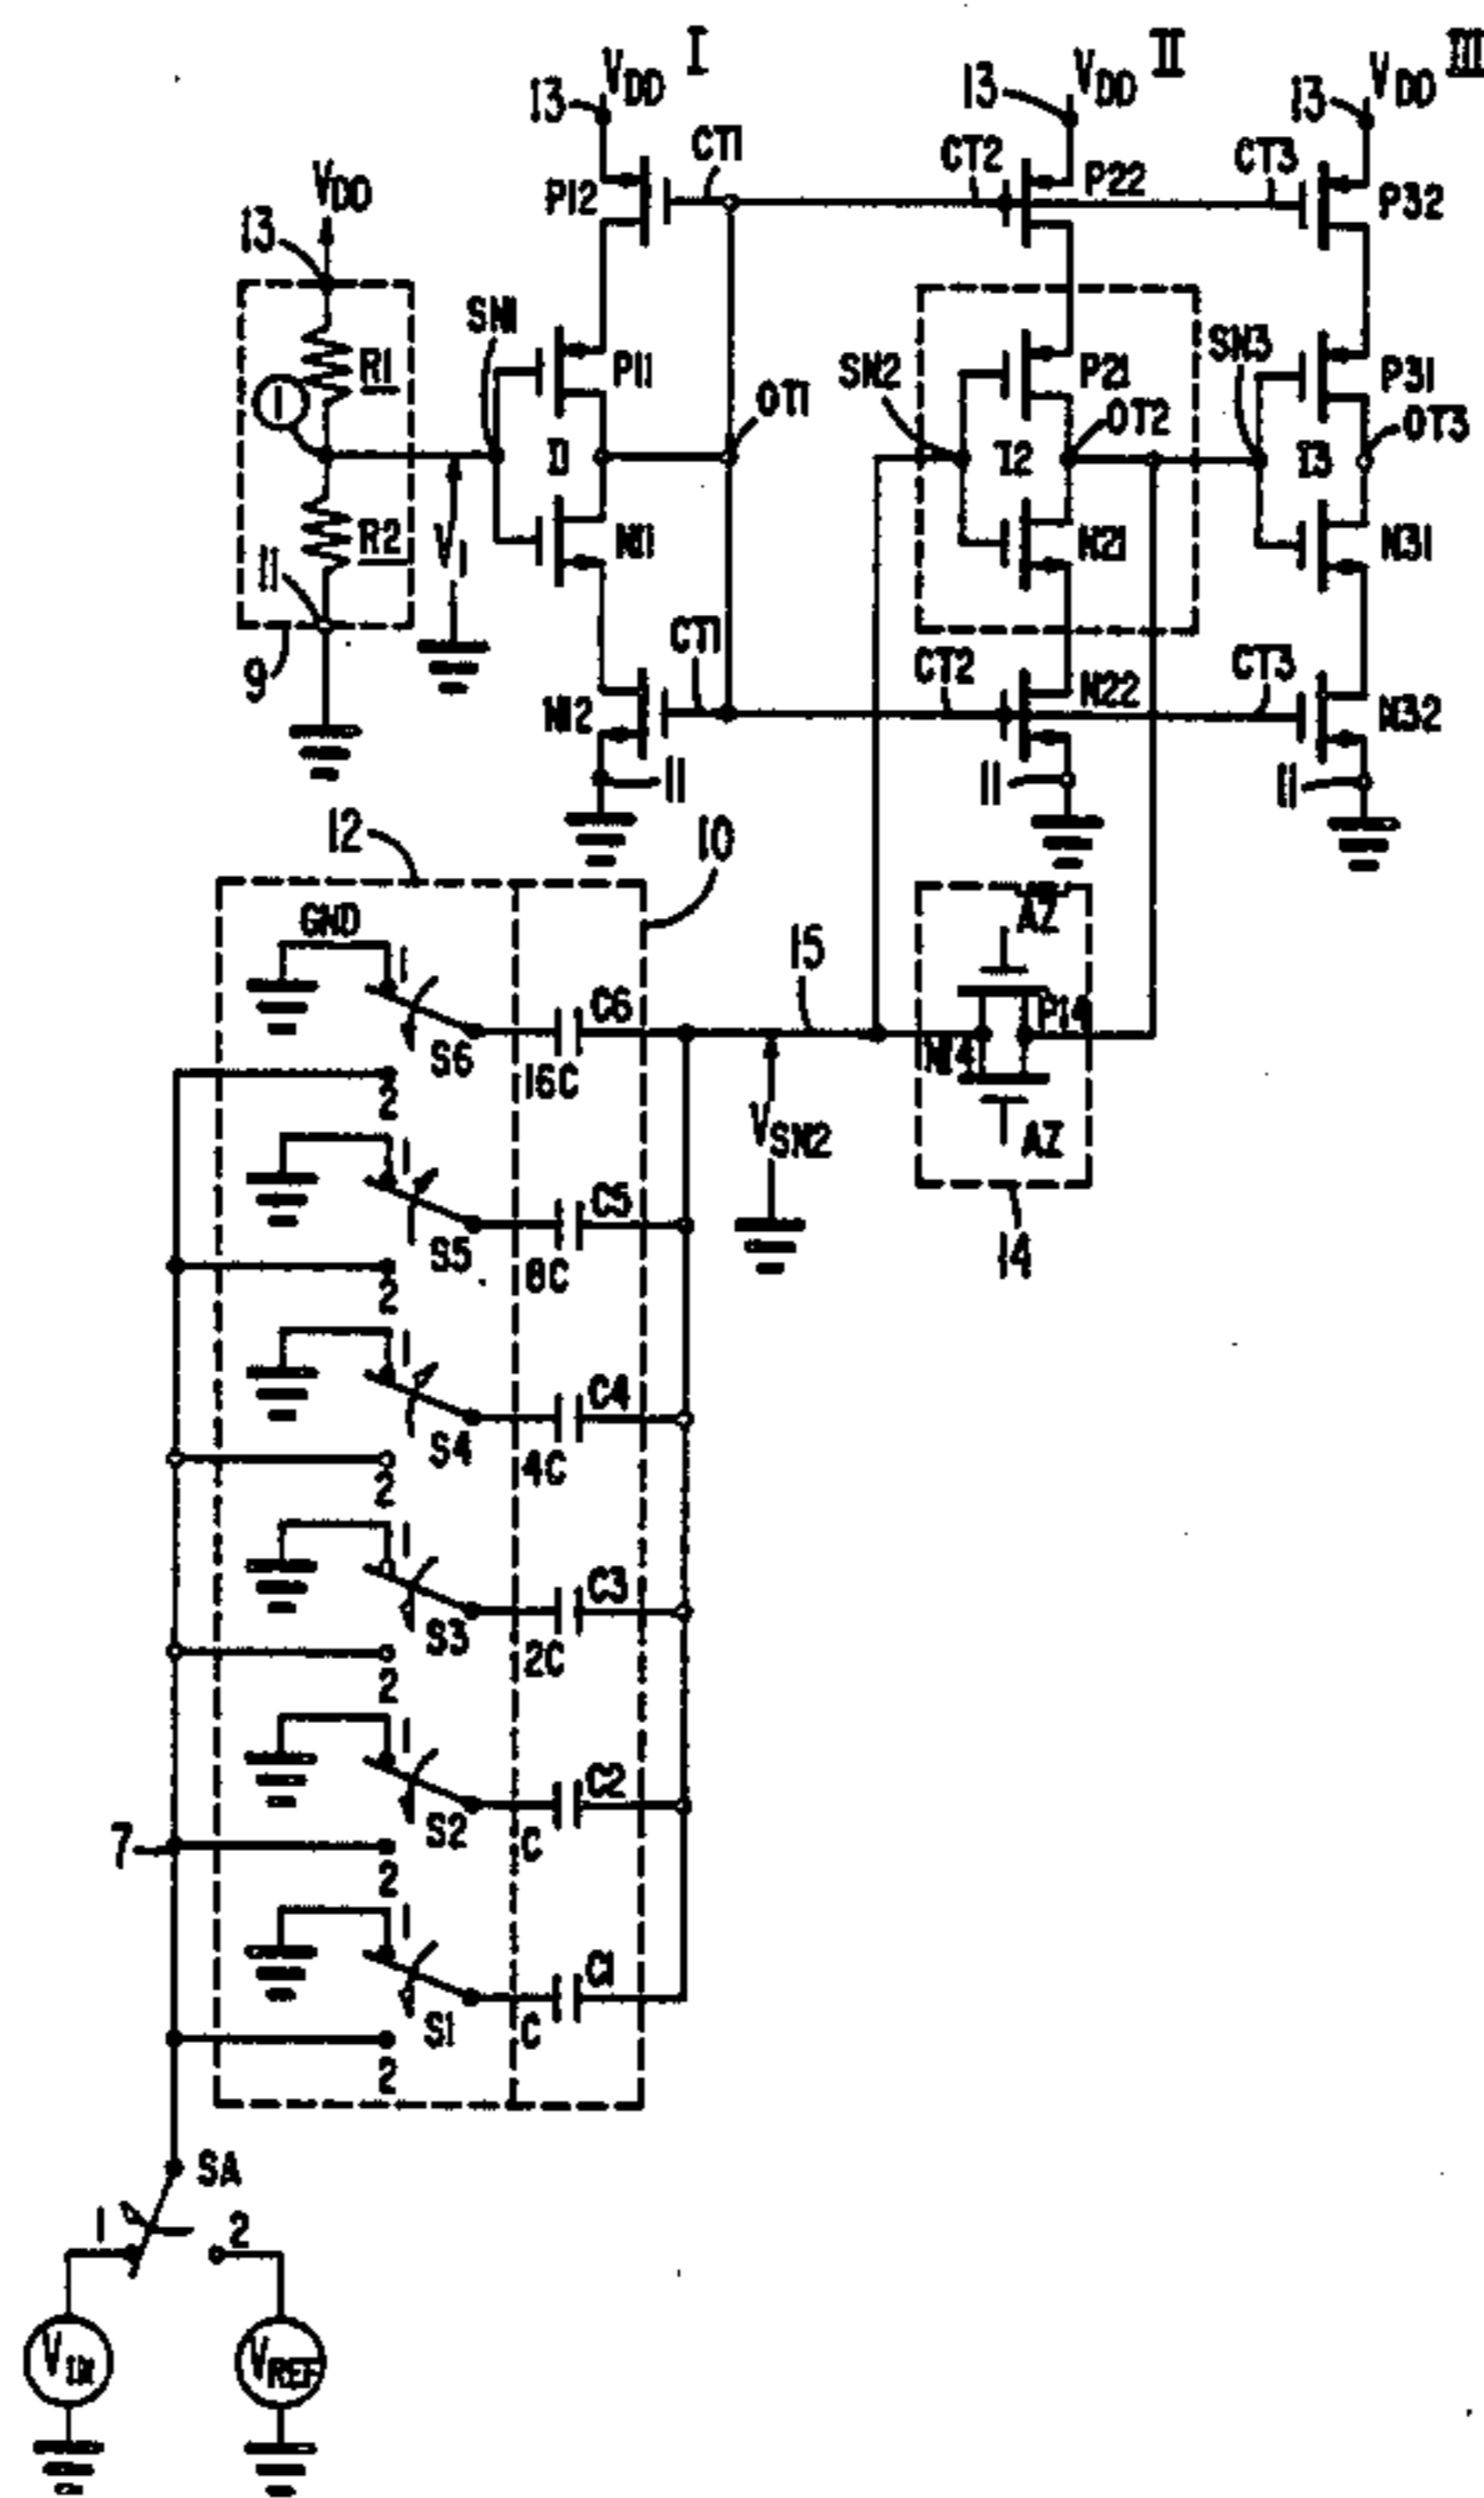 I
II
III
13
VDD
13
VDD
13
VDD
CT1
CT2
CT3
P12
P22
P32
VDD
13
SN1
P11
SN2
P21
SN3
P31
R1
1
OT1
OT2
OT3
I1
I2
I3
R2
V1
N11
N21
N31
11
9
CT1
CT2
CT3
N12
N22
N32
11
11
11
12
10
GND
1
C6
15
AZ
P14
S6
16C
N14
2
VSN2
AZ
1
C5
S5
8C
14
2
1
C4
S4
4C
2
1
C3
S3
2C
2
1
C2
S2
C
7
2
1
C1
S1
C
2
SA
1
2
VIN
VREF